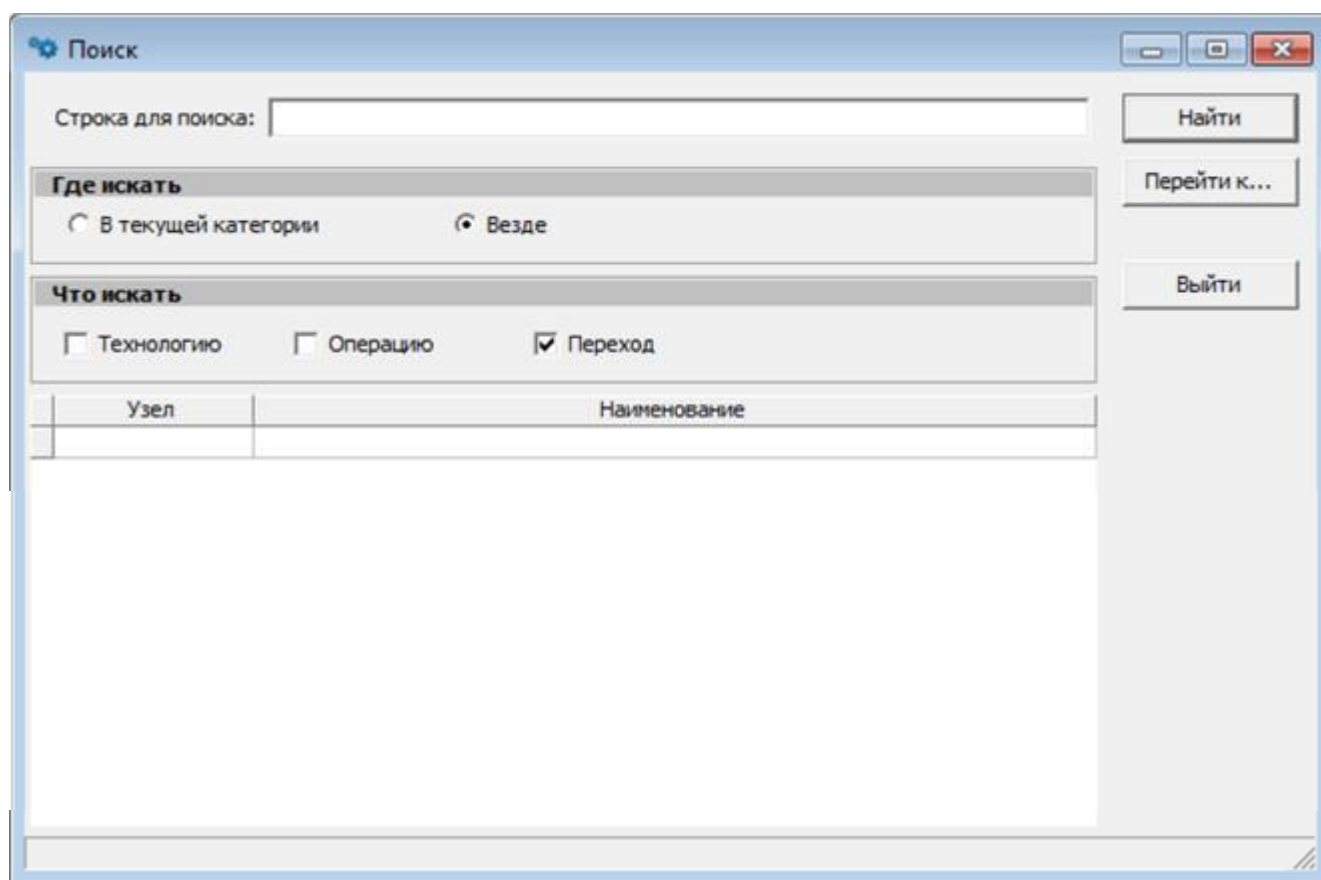 Поиск
Строка для поиска:
Найти
Где искать
Перейти к...
В текущей категории Везде
Что искать
Выйти
Технологию Операцию Переход
Узел Наименование